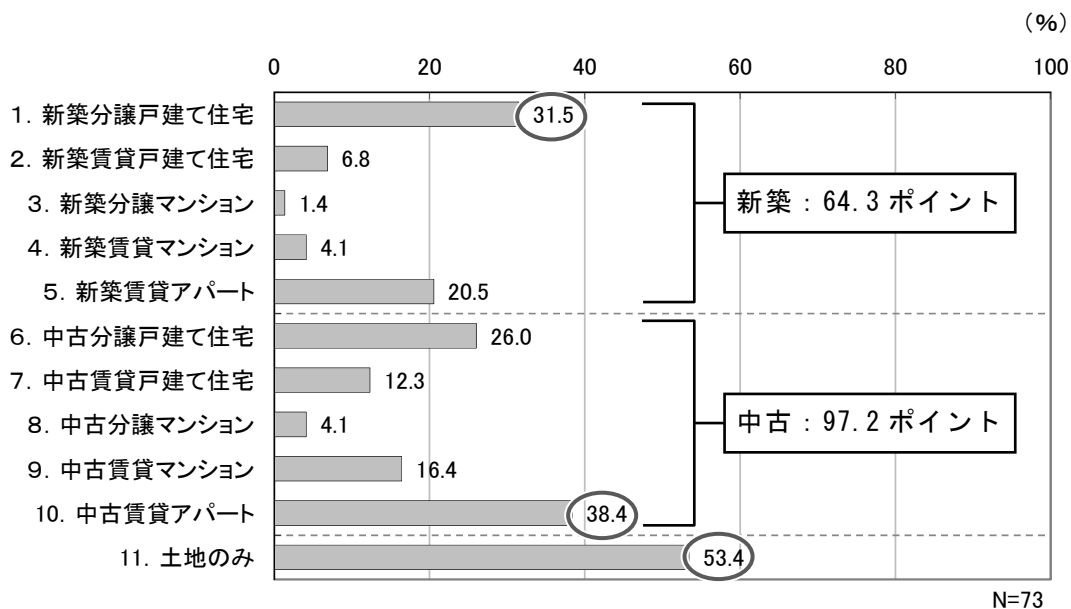 （%）
0 20 40 60 80 100
1．新築分譲戸建て住宅 31.5
2．新築賃貸戸建て住宅 6.8
3．新築分譲マンション 1.4
4．新築賃貸マンション 4.1
5．新築賃貸アパート 20.5
新築：64.3 ポイント
6．中古分譲戸建て住宅 26.0
7．中古賃貸戸建て住宅 12.3
8．中古分譲マンション 4.1
9．中古賃貸マンション 16.4
10．中古賃貸アパート 38.4
中古：97.2 ポイント
11．土地のみ 53.4
N=73